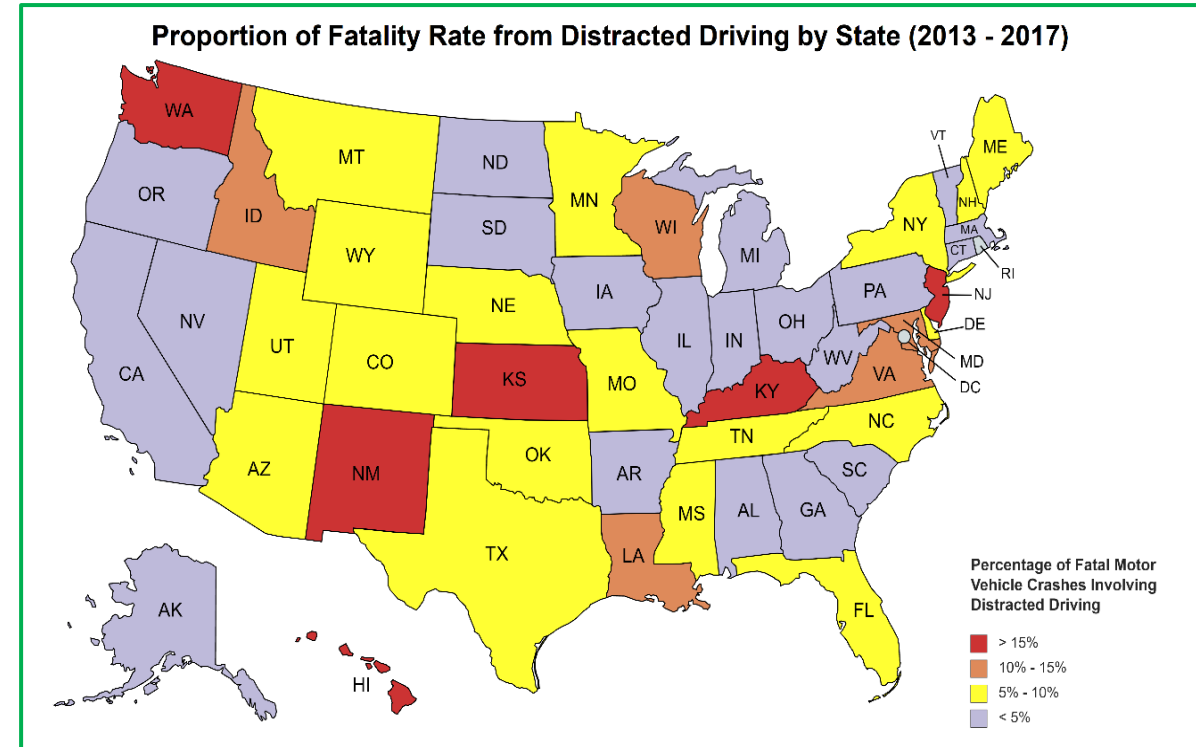 Proportion of Fatality Rate from Distracted Driving by State (2013 - 2017)
WA
MT
ND
MN
VT
ME
OR
ID
SD
WI
NY
NH
MA
CT
RI
WY
MI
IA
NE
PA
NJ
NV
UT
CO
IL
IN
OH
DE
MD
DC
WV
VA
CA
KS
MO
KY
NC
TN
AZ
NM
OK
AR
SC
MS
AL
GA
TX
LA
FL
AK
HI
Percentage of Fatal Motor
Vehicle Crashes Involving
Distracted Driving
> 15%
10% - 15%
5% - 10%
< 5%